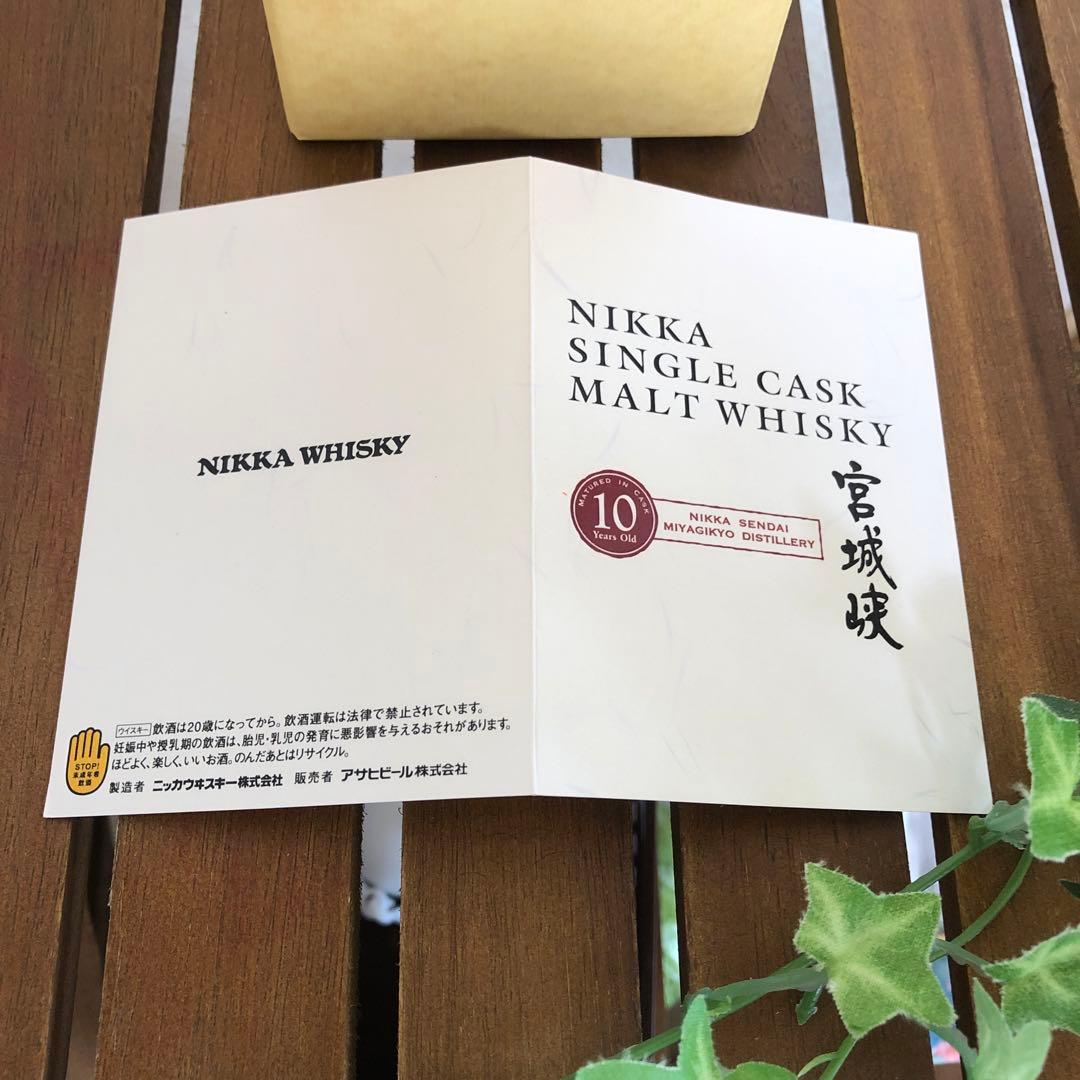 NIKKA WHISKY
STOP!
未成年者
飲酒
ウイスキー 飲酒は20歳になってから。飲酒運転は法律で禁止されています。
妊娠中や授乳期の飲酒は、胎児・乳児の発育に悪影響を与えるおそれがあります。
ほどよく、楽しく、いいお酒。のんだあとはリサイクル。
製造者 ニッカウヰスキー株式会社 販売者 アサヒビール株式会社
NIKKA
SINGLE CASK
MALT WHISKY
MATURED IN CASK
10
Years Old
NIKKA SENDAI
MIYAGIKYO DISTILLERY
宮城峡